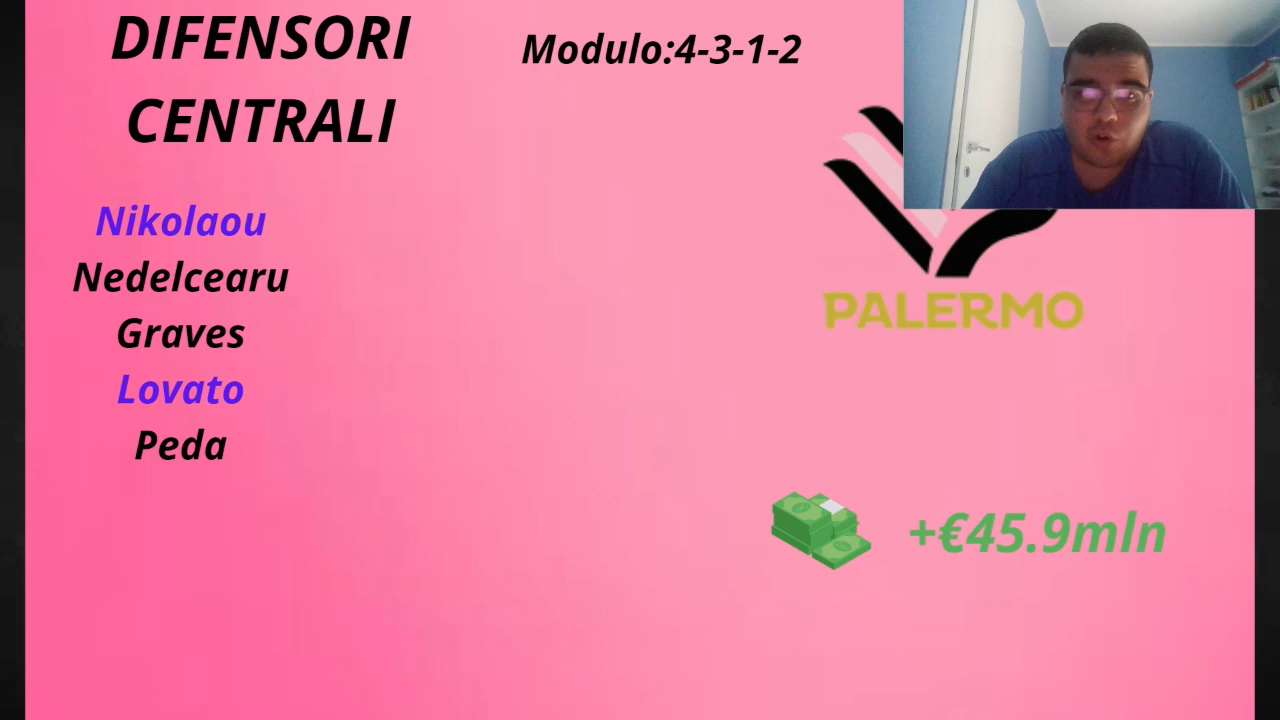 DIFENSORI
CENTRALI
Modulo:4-3-1-2
Nikolaou
Nedelcearu
Graves
Lovato
Peda
PALERMO
+€45.9mln